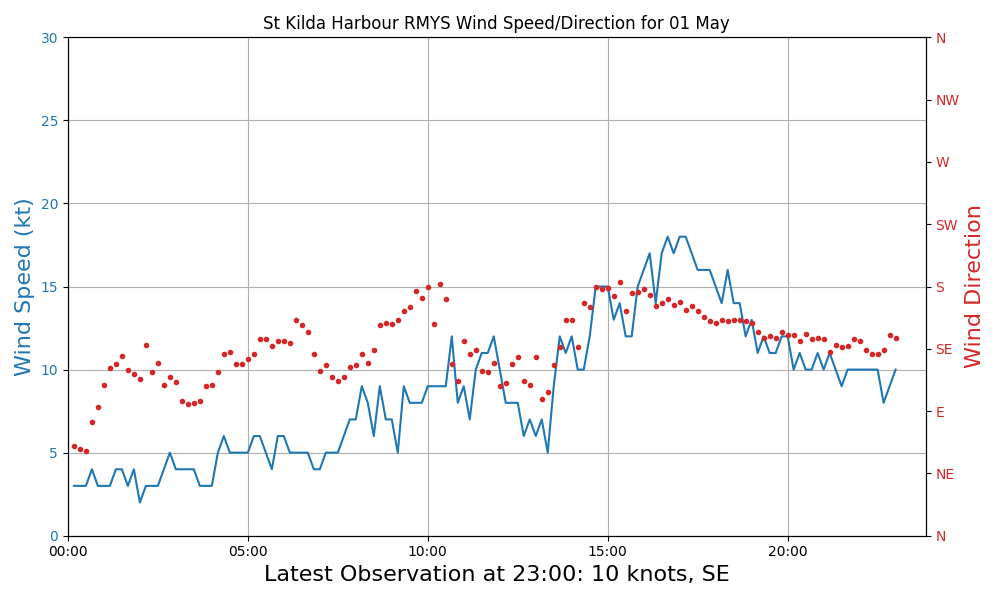 St Kilda Harbour RMYS Wind Speed/Direction for 01 May
30
25
20
15
10
5
0
Wind Speed (kt)
N
NW
W
SW
S
SE
E
NE
N
Wind Direction
00:00 05:00 10:00 15:00 20:00
Latest Observation at 23:00: 10 knots, SE